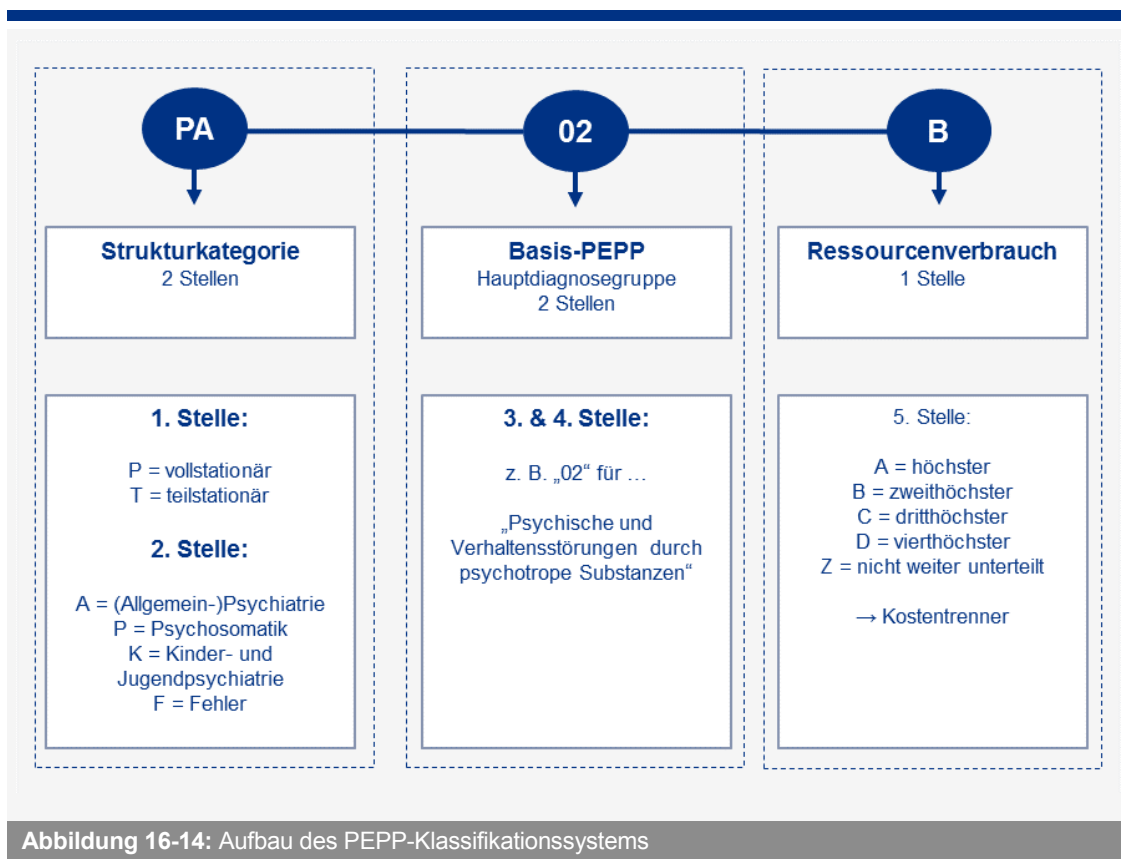 PA
02
B
Strukturkategorie
2 Stellen
Basis-PEPP
Hauptdiagnosegruppe
2 Stellen
Ressourcenverbrauch
1 Stelle
1. Stelle:
P = vollstationär
T = teilstationär
2. Stelle:
A = (Allgemein-)Psychiatrie
P = Psychosomatik
K = Kinder- und
Jugendpsychiatrie
F = Fehler
3. & 4. Stelle:
z. B. „02“ für …
„Psychische und
Verhaltensstörungen durch
psychotrope Substanzen“
5. Stelle:
A = höchster
B = zweithöchster
C = dritthöchster
D = vierthöchster
Z = nicht weiter unterteilt
→ Kostentrenner
Abbildung 16-14: Aufbau des PEPP-Klassifikationssystems